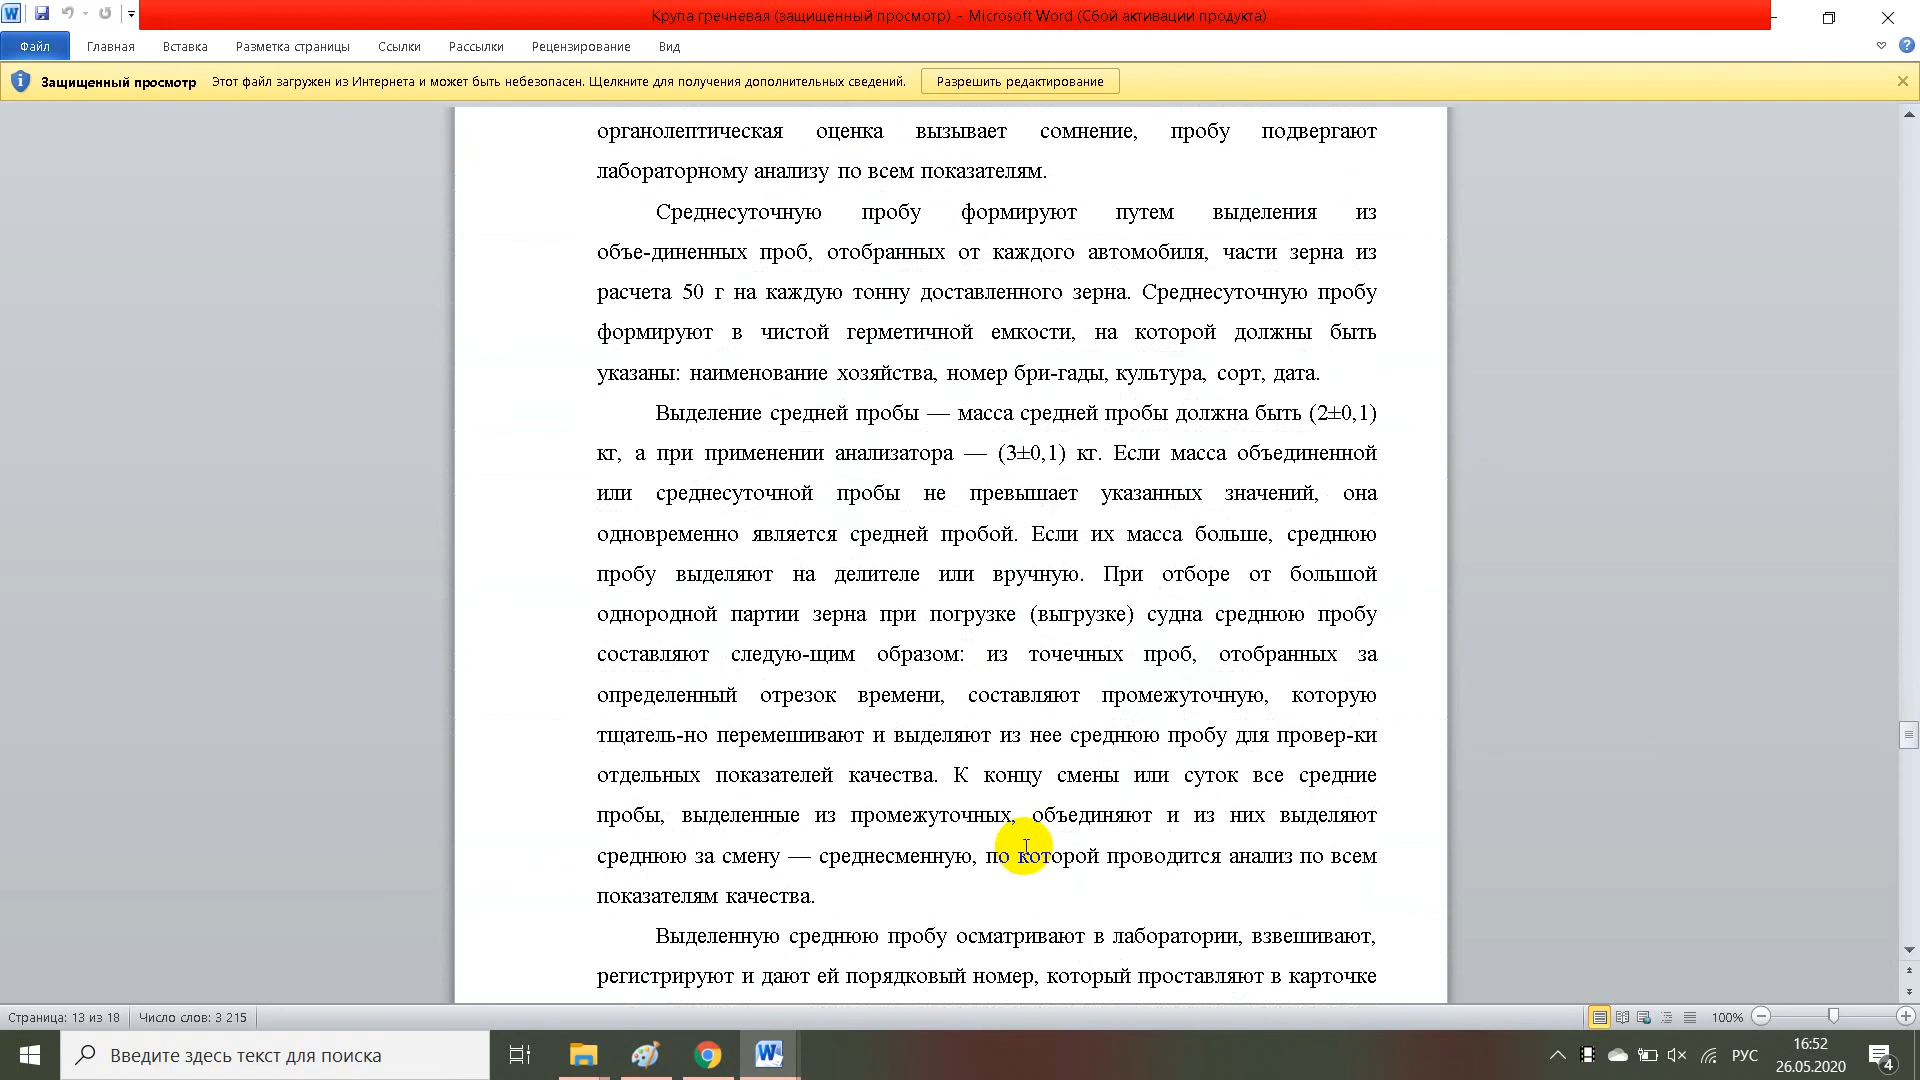 Крупа гречневая (защищенный просмотр) - Microsoft Word (Сбой активации продукта)
Файл Главная Вставка Разметка страницы Ссылки Рассылки Рецензирование Вид
Защищенный просмотр Этот файл загружен из Интернета и может быть небезопасен. Щелкните для получения дополнительных сведений. Разрешить редактирование
органолептическая оценка вызывает сомнение, пробу подвергают
лабораторному анализу по всем показателям.
Среднесуточную пробу формируют путем выделения из
объе-диненных проб, отобранных от каждого автомобиля, части зерна из
расчета 50 г на каждую тонну доставленного зерна. Среднесуточную пробу
формируют в чистой герметичной емкости, на которой должны быть
указаны: наименование хозяйства, номер бри-гады, культура, сорт, дата.
Выделение средней пробы — масса средней пробы должна быть (2±0,1)
кг, а при применении анализатора — (3±0,1) кг. Если масса объединенной
или среднесуточной пробы не превышает указанных значений, она
одновременно является средней пробой. Если их масса больше, среднюю
пробу выделяют на делителе или вручную. При отборе от большой
однородной партии зерна при погрузке (выгрузке) судна среднюю пробу
составляют следую-щим образом: из точечных проб, отобранных за
определенный отрезок времени, составляют промежуточную, которую
тщатель-но перемешивают и выделяют из нее среднюю пробу для провер-ки
отдельных показателей качества. К концу смены или суток все средние
пробы, выделенные из промежуточных, объединяют и из них выделяют
среднюю за смену — среднесменную, по которой проводится анализ по всем
показателям качества.
Выделенную среднюю пробу осматривают в лаборатории, взвешивают,
регистрируют и дают ей порядковый номер, который проставляют в карточке
Страница: 13 из 18 Число слов: 3 215 100%
Введите здесь текст для поиска РУС 16:52
26.05.2020 4